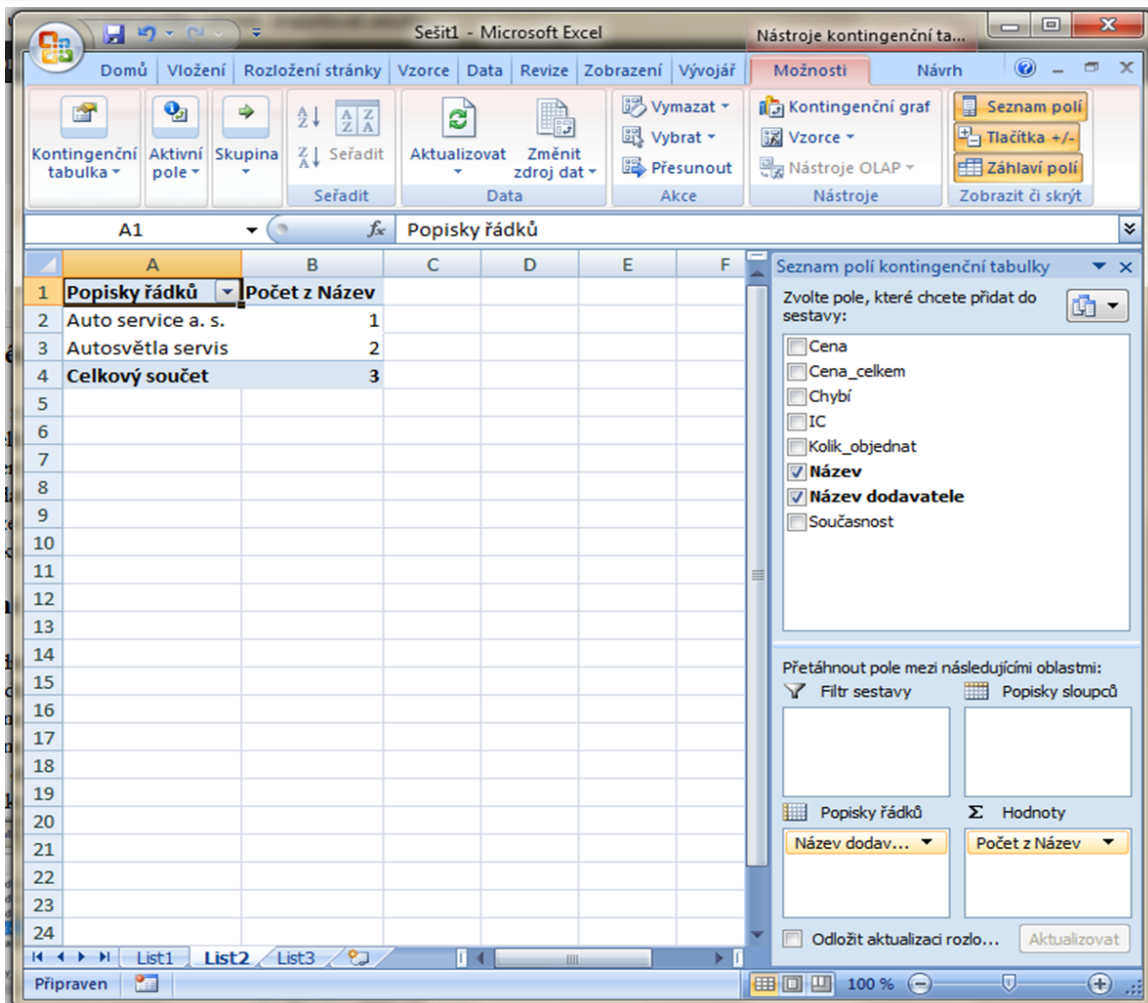 Sešit1 - Microsoft Excel
Nástroje kontingenční ta...
Domů Vložení Rozložení stránky Vzorce Data Revize Zobrazení Vývojář Možnosti Návrh
Kontingenční tabulka
Aktivní pole
Skupina
Seřadit
Seřadit
Aktualizovat
Změnit zdroj dat
Data
Vymazat
Vybrat
Přesunout
Akce
Kontingenční graf
Vzorce
Nástroje OLAP
Nástroje
Seznam polí
Tlačítka +/-
Záhlaví polí
Zobrazit či skrýt
A1 fx Popisky řádků
A B C D E F
1 Popisky řádků Počet z Název
2 Auto service a. s. 1
3 Autosvětla servis 2
4 Celkový součet 3
5
6
7
8
9
10
11
12
13
14
15
16
17
18
19
20
21
22
23
24
Seznam polí kontingenční tabulky
Zvolte pole, které chcete přidat do
sestavy:
Cena
Cena_celkem
Chybí
IC
Kolik_objednat
Název
Název dodavatele
Současnost
Přetáhnout pole mezi následujícími oblastmi:
Filtr sestavy Popisky sloupců
Popisky řádků Σ Hodnoty
Název dodav... Počet z Název
Odložit aktualizaci rozlo... Aktualizovat
List1 List2 List3
Připraven 100 %